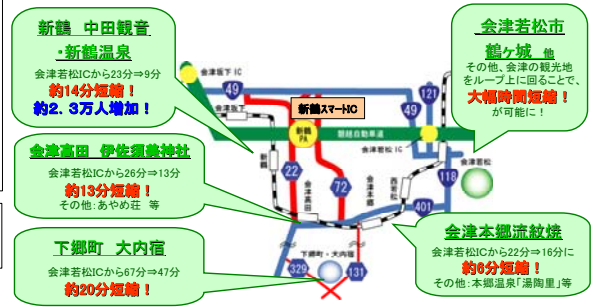 新鶴　中田観音
・新鶴温泉
会津若松ICから23分⇒9分
約14分短縮！
約2．3万人増加！
会津高田　伊佐須美神社
会津若松ICから26分⇒13分
約13分短縮！
その他:あやめ荘　等
下郷町　大内宿
会津若松ICから67分⇒47分
約20分短縮！
会津若松市
鶴ヶ城　他
その他、会津の観光地
をループ上に回ることで、
大幅時間短縮！
が可能に！
会津本郷流紋焼
会津若松ICから22分⇒16分に
約6分短縮！
その他：本郷温泉「湯陶里」等
会津坂下IC
49
会津坂下
新鶴スマートIC
新鶴
PA
磐越自動車道
49
121
会津若松IC
会津若松
新鶴
22
会津高田
72
会津本郷
西若松
118
401
下郷町・大内宿
329
131